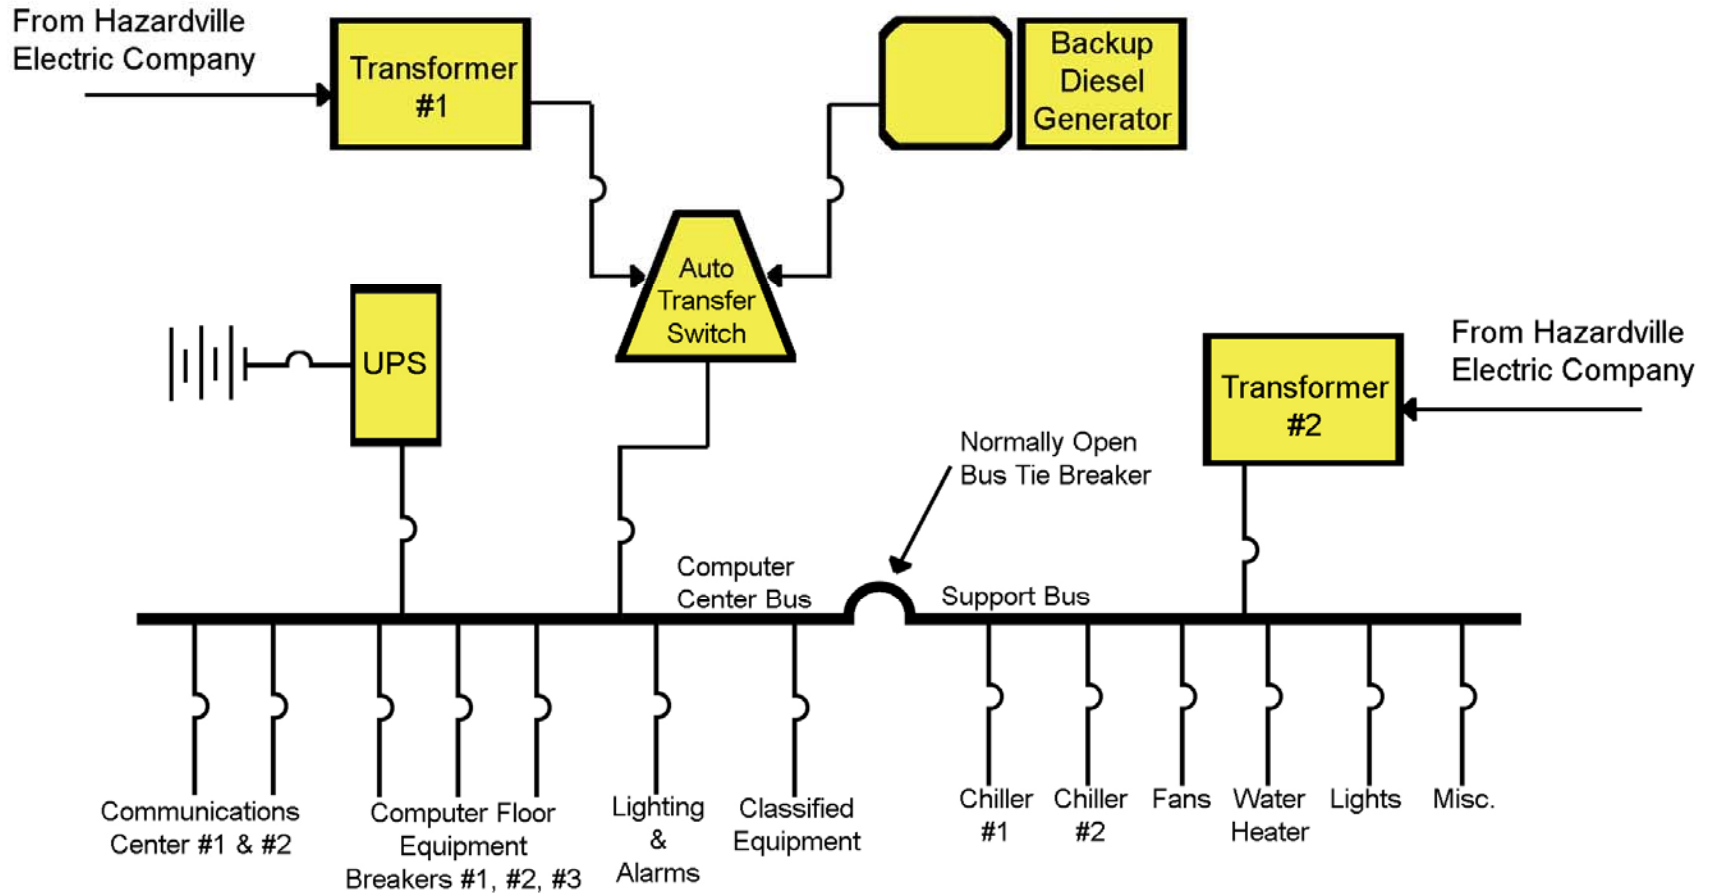 From Hazardville
Electric Company
Transformer
#1
Backup
Diesel
Generator
Auto
Transfer
Switch
UPS
From Hazardville
Electric Company
Transformer
#2
Normally Open
Bus Tie Breaker
Computer
Center Bus
Support Bus
Communications
Center #1 & #2
Computer Floor
Equipment
Breakers #1, #2, #3
Lighting
&
Alarms
Classified
Equipment
Chiller
#1
Chiller
#2
Fans
Water
Heater
Lights
Misc.